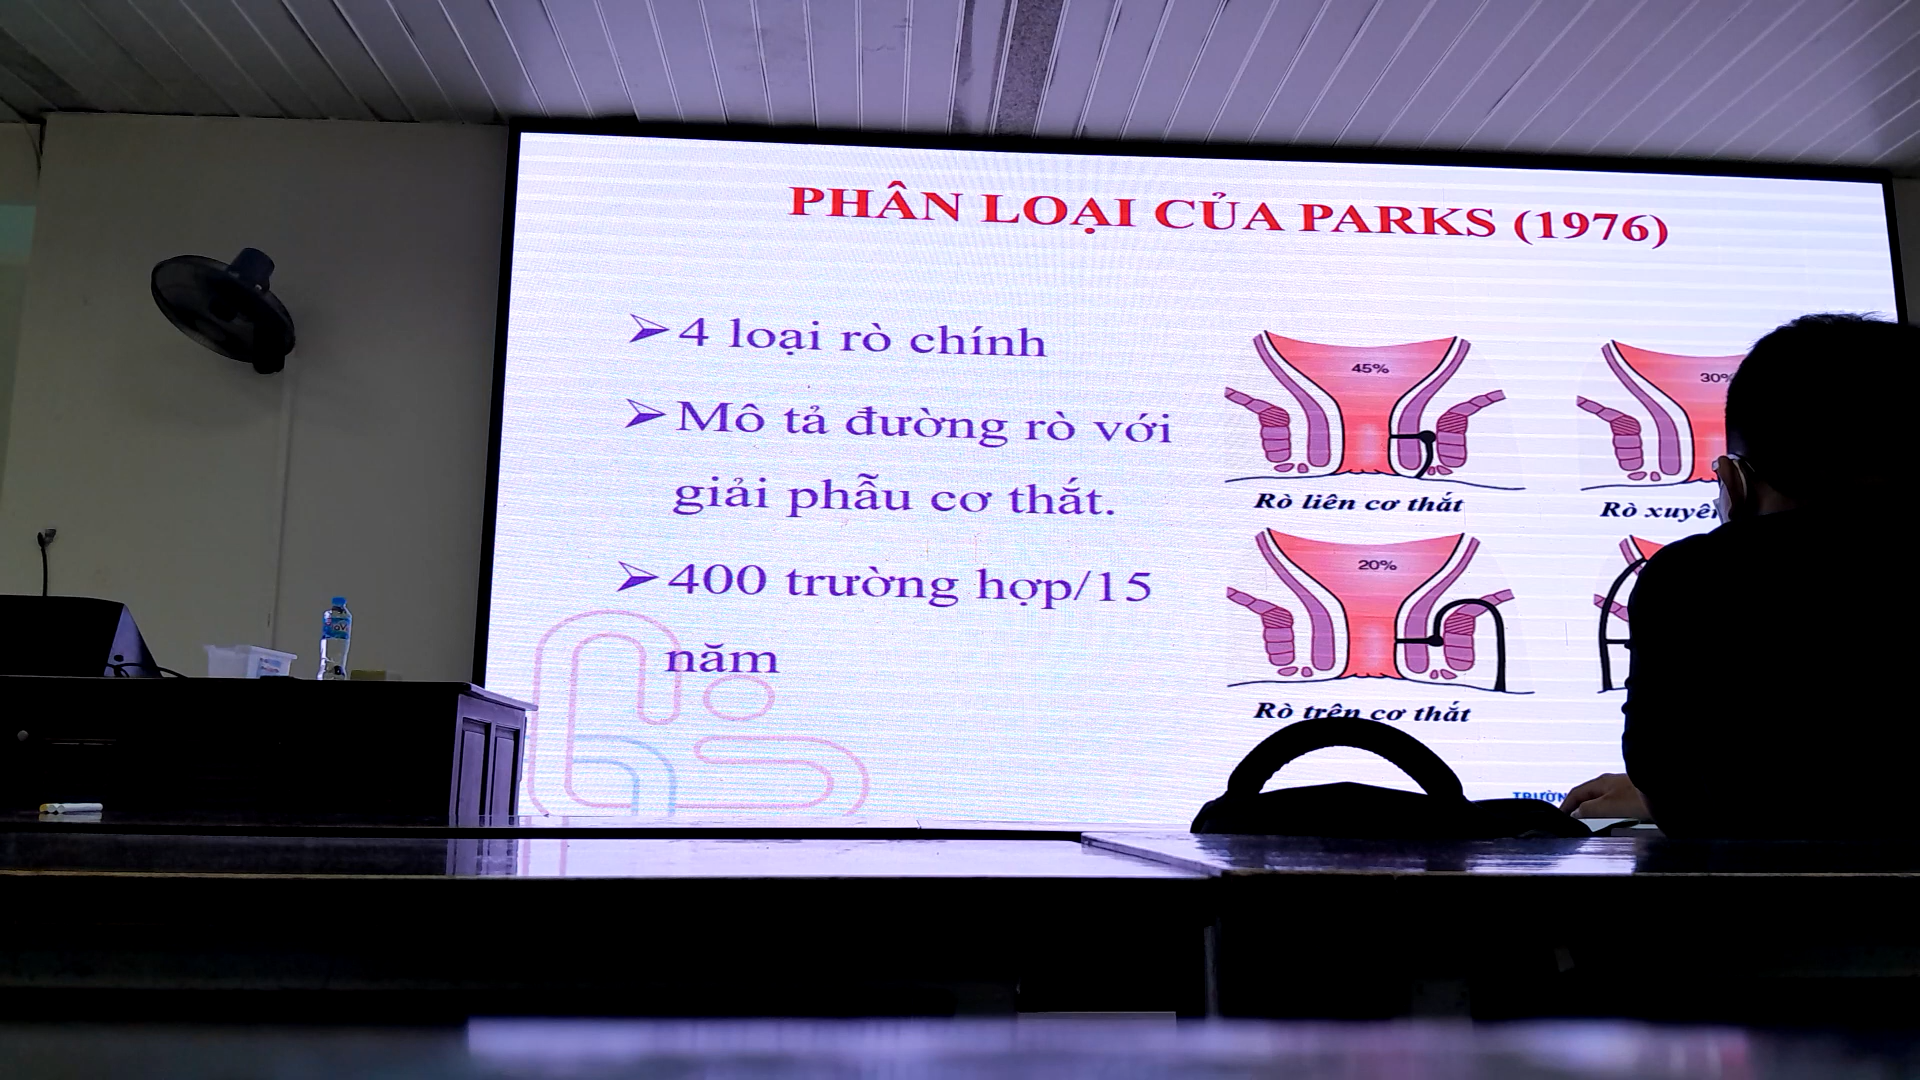 PHÂN LOẠI CỦA PARKS (1976)
➢4 loại rò chính
➢Mô tả đường rò với
giải phẫu cơ thắt.
➢400 trường hợp/15
năm
45%
30%
Rò liên cơ thắt
Rò
20%
Rò trên cơ thắt